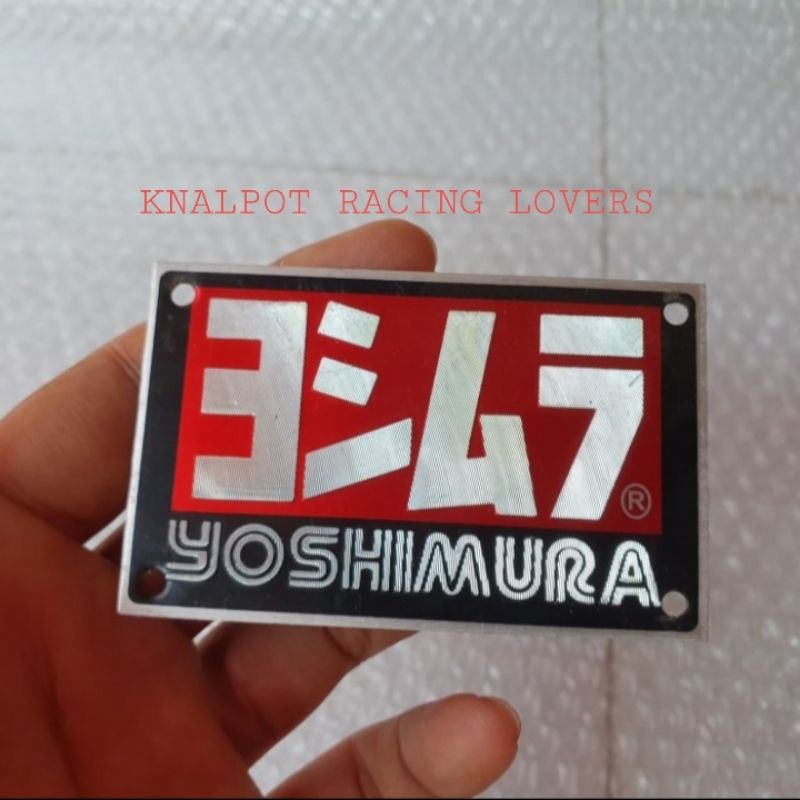 KNALPOT RACING LOVERS
ヨシムラ
®
YOSHIMURA